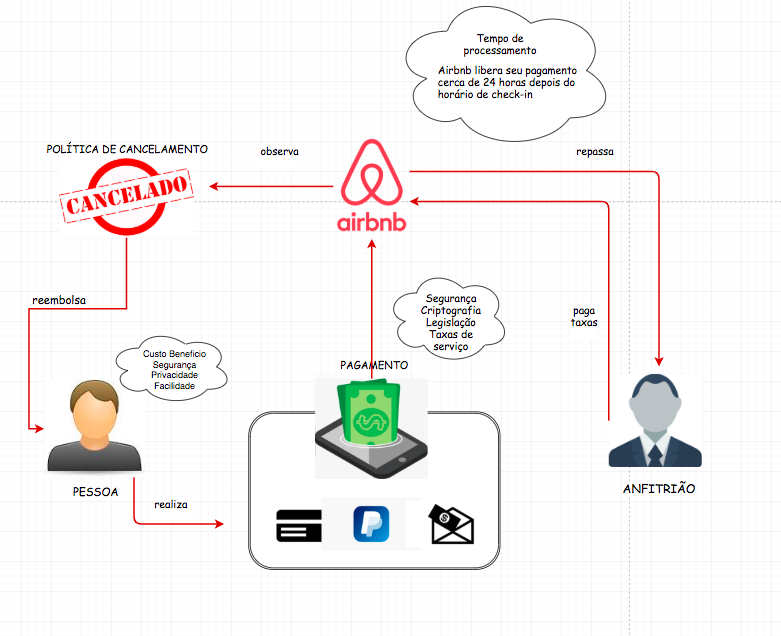 Tempo de
processamento
Airbnb libera seu pagamento
cerca de 24 horas depois do
horário de check-in
POLÍTICA DE CANCELAMENTO
observa
repassa
CANCELADO
airbnb
reembolsa
Segurança
Criptografia
Legislação
Taxas de
serviço
paga
taxas
Custo Beneficio
Segurança
Privacidade
Facilidade
PAGAMENTO
PESSOA
ANFITRIÃO
realiza